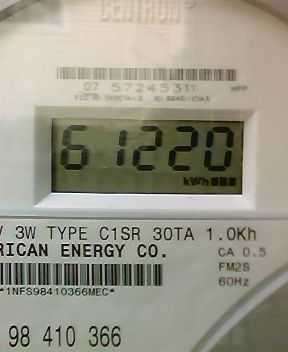 CENTRON
07 57245311
61220
kWh
V 3W TYPE C1SR 30TA 1.0Kh
RICAN ENERGY CO.
CA 0.5
FM2S
60Hz
*1NFS98410366MEC*
98 410 366